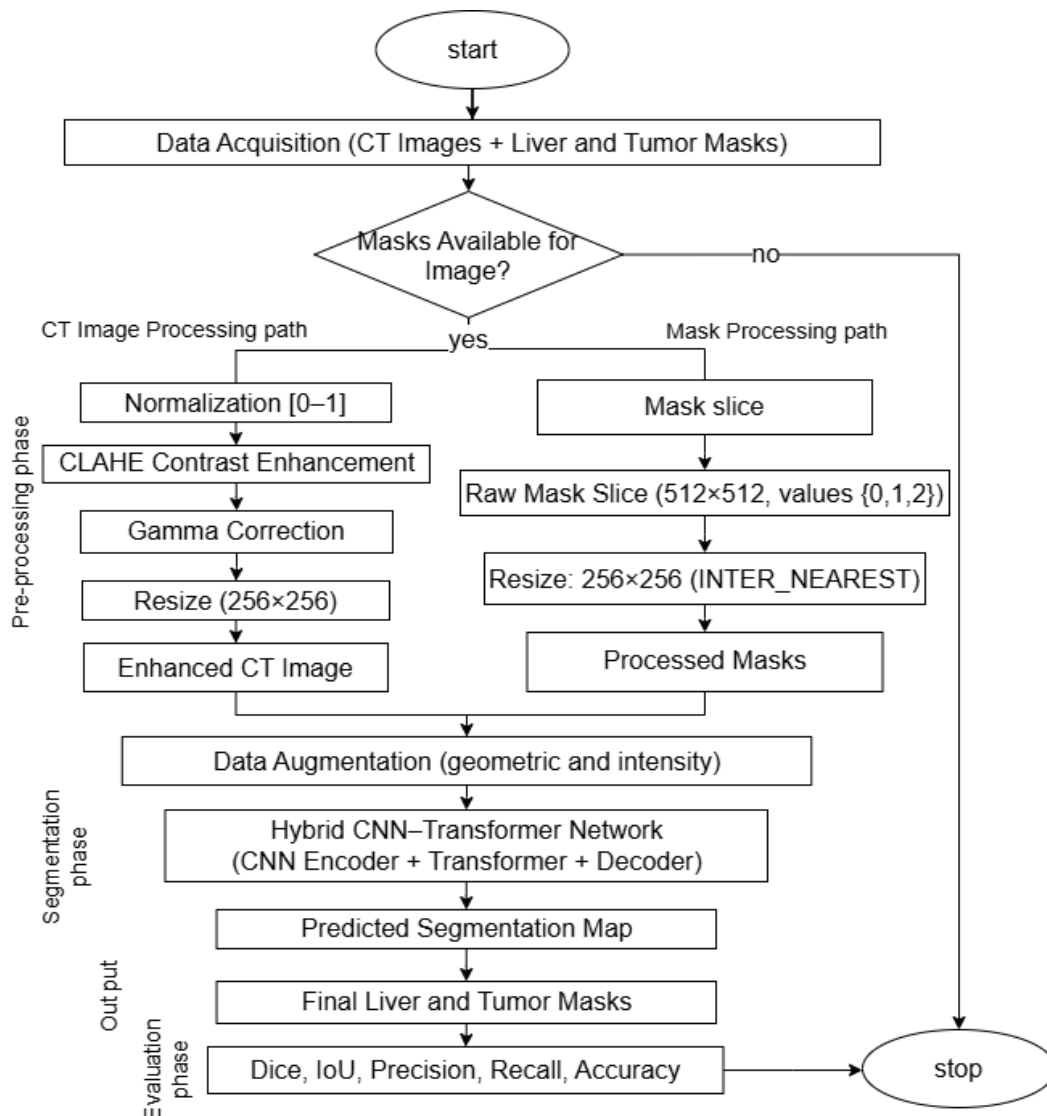 start
Data Acquisition (CT Images + Liver and Tumor Masks)
Masks Available for
Image?
no
yes
CT Image Processing path
Mask Processing path
Pre-processing phase
Normalization [0–1]
CLAHE Contrast Enhancement
Gamma Correction
Resize (256×256)
Enhanced CT Image
Mask slice
Raw Mask Slice (512×512, values {0,1,2})
Resize: 256×256 (INTER_NEAREST)
Processed Masks
Data Augmentation (geometric and intensity)
Segmentation
phase
Hybrid CNN–Transformer Network
(CNN Encoder + Transformer + Decoder)
Predicted Segmentation Map
Out put
Final Liver and Tumor Masks
Evaluation
phase
Dice, IoU, Precision, Recall, Accuracy
stop